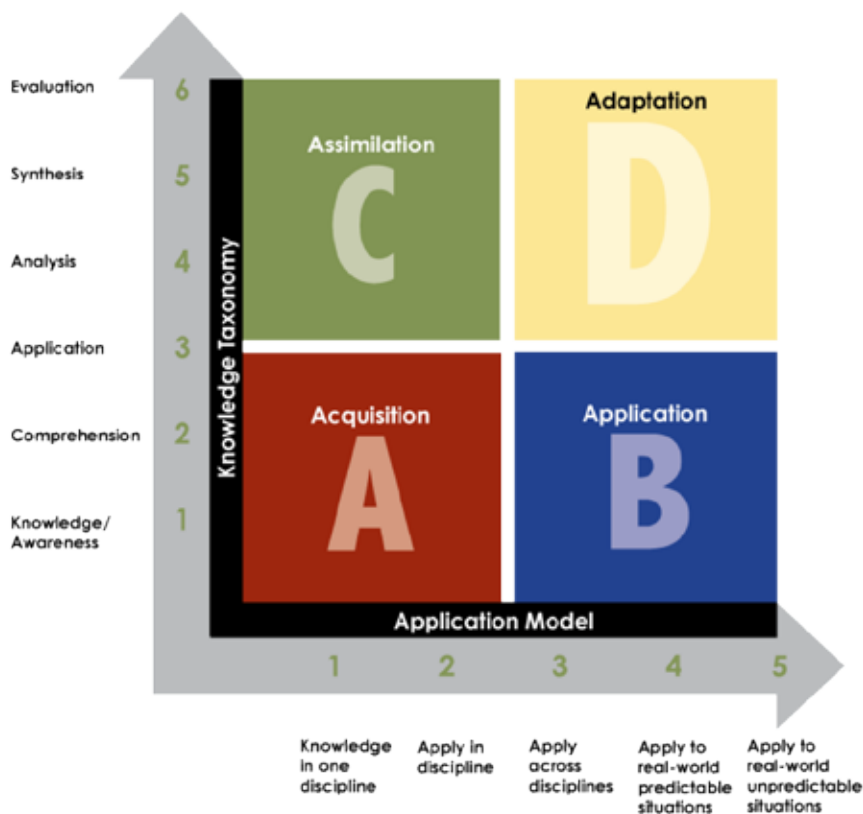 Evaluation
6
Synthesis
5
Analysis
4
Application
3
Comprehension
2
Knowledge/
Awareness
1
Knowledge Taxonomy
Assimilation
C
Adaptation
D
Acquisition
A
Application
B
Application Model
1
2
3
4
5
Knowledge
in one
discipline
Apply in
discipline
Apply
across
disciplines
Apply to
real-world
predictable
situations
Apply to
real-world
unpredictable
situations